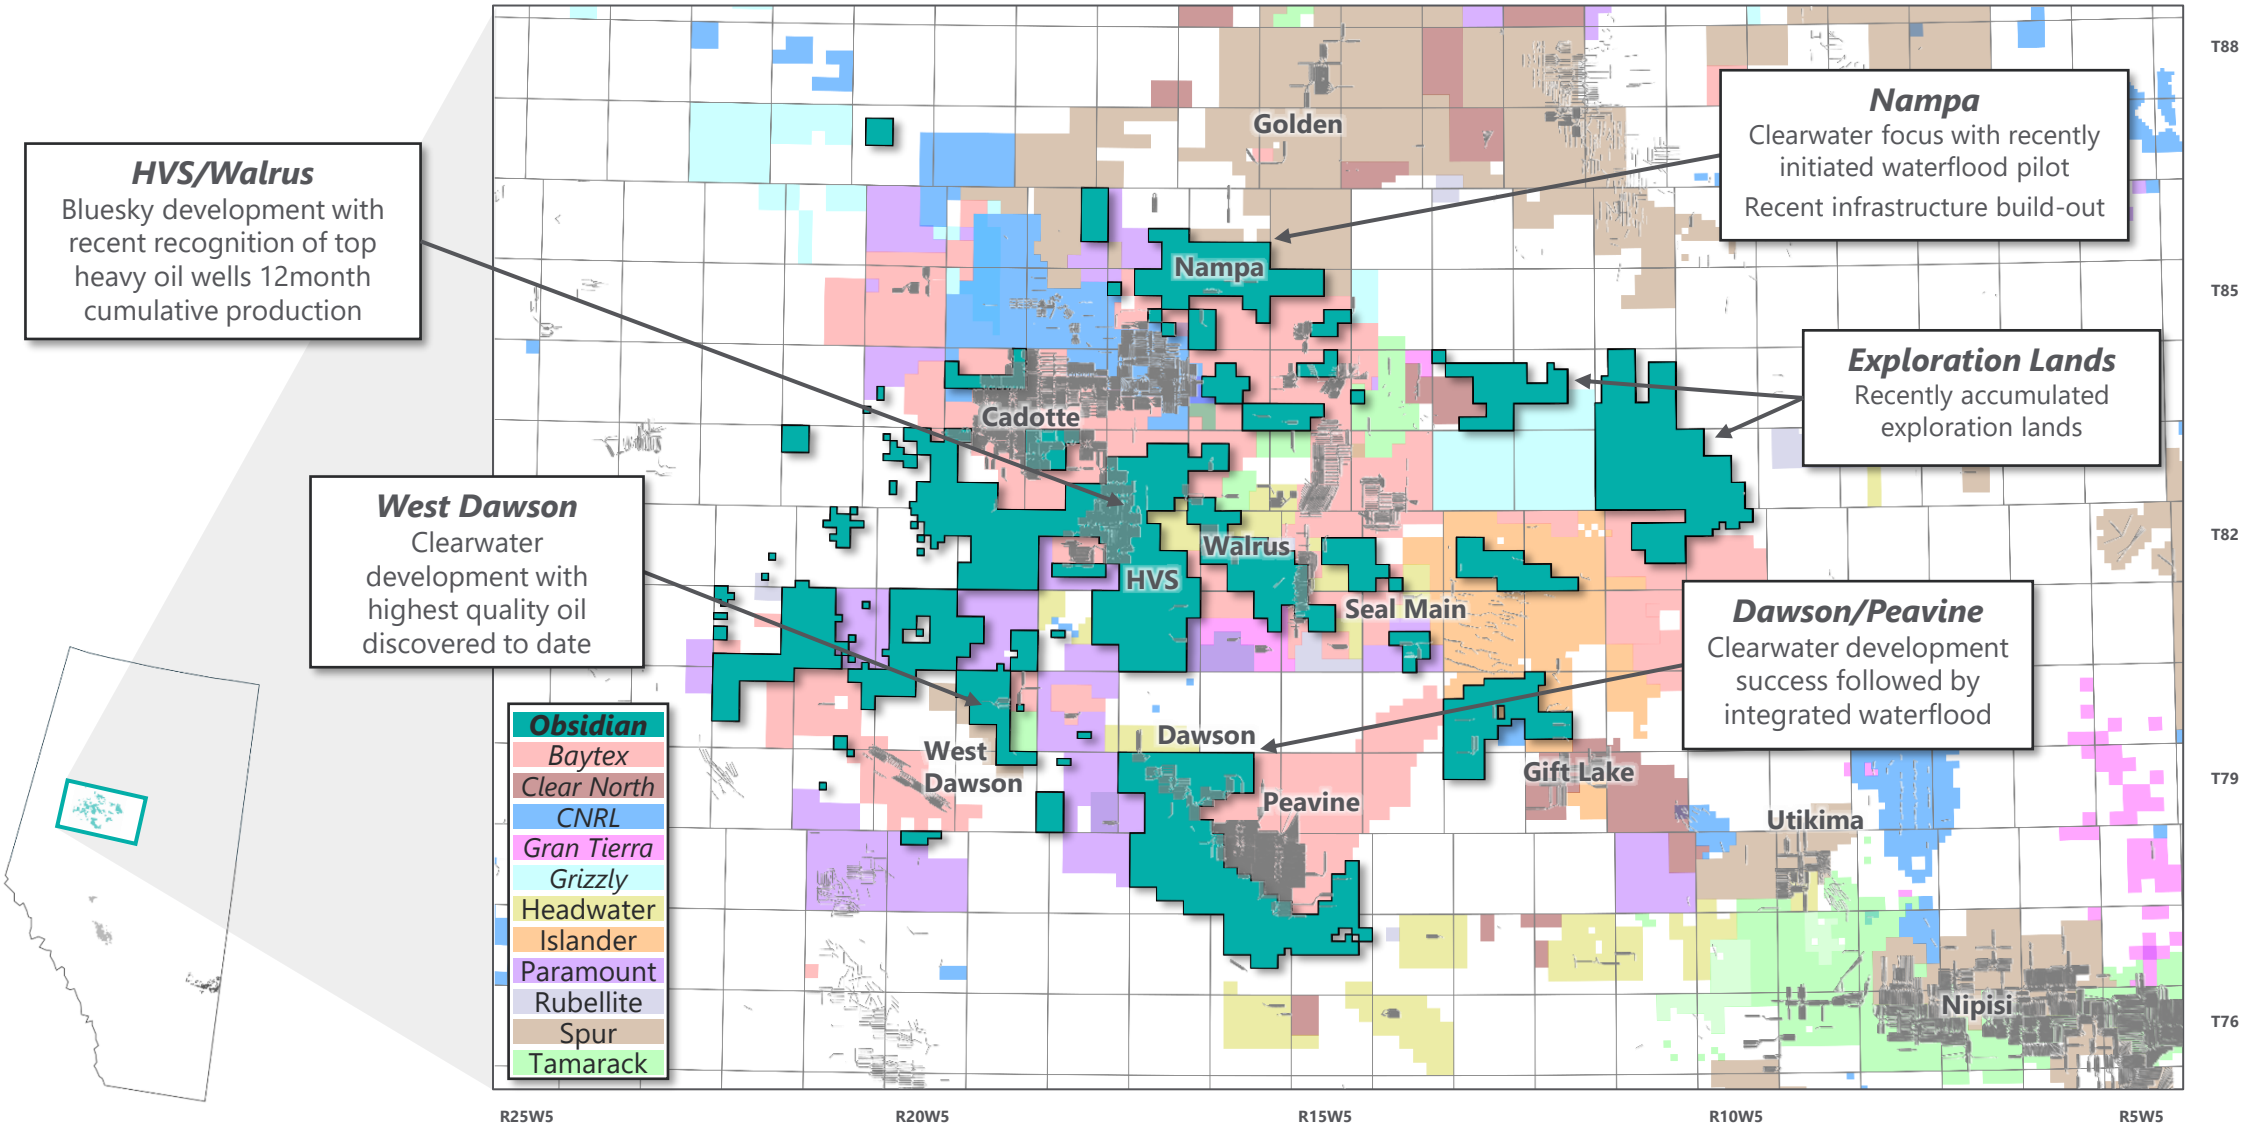 T88
Nampa
Clearwater focus with recently
initiated waterflood pilot
Recent infrastructure build-out
Golden
HVS/Walrus
Bluesky development with
recent recognition of top
heavy oil wells 12month
cumulative production
Nampa
T85
Exploration Lands
Recently accumulated
exploration lands
Cadotte
West Dawson
Clearwater
development with
highest quality oil
discovered to date
T82
Walrus
HVS
Seal Main
Dawson/Peavine
Clearwater development
success followed by
integrated waterflood
Obsidian
Baytex
Clear North
CNRL
Gran Tierra
Grizzly
Headwater
Islander
Paramount
Rubellite
Spur
Tamarack
Dawson
West
Dawson
Gift Lake
T79
Peavine
Utikima
Nipisi
T76
R25W5
R20W5
R15W5
R10W5
R5W5